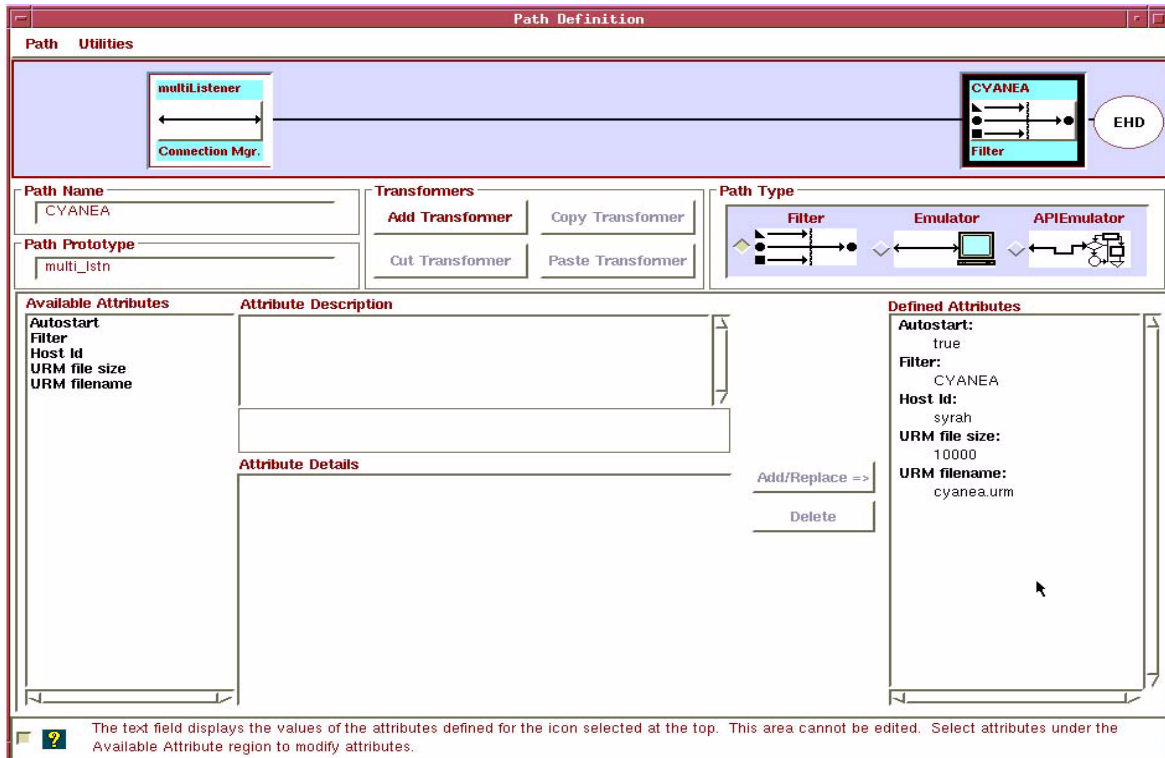 Path Definition
Path Utilities
multiListener
Connection Mgr.
CYANEA
Filter
EHD
Path Name
CYANEA
Path Prototype
multi_lstn
Transformers
Add Transformer Copy Transformer
Cut Transformer Paste Transformer
Path Type
Filter Emulator APIEmulator
Available Attributes
Autostart
Filter
Host Id
URM file size
URM filename
Attribute Description
Attribute Details
Add/Replace =>
Delete
Defined Attributes
Autostart:
true
Filter:
CYANEA
Host Id:
syrah
URM file size:
10000
URM filename:
cyanea.urm
? The text field displays the values of the attributes defined for the icon selected at the top. This area cannot be edited. Select attributes under the
Available Attribute region to modify attributes.